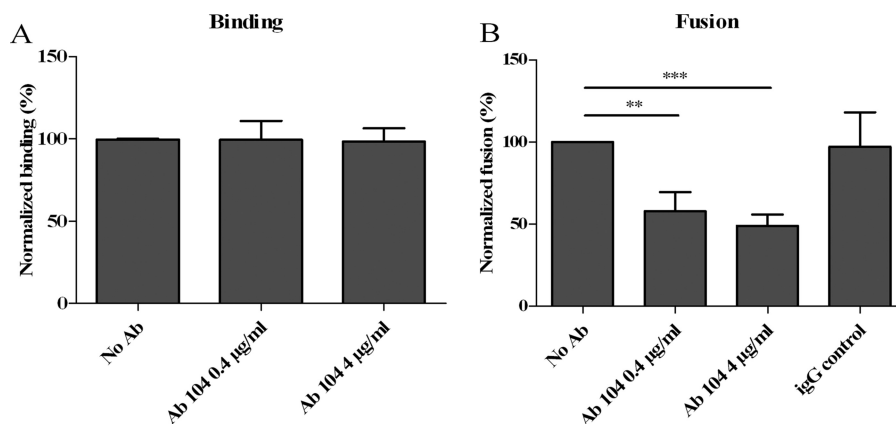 A
Binding
Normalized binding (%)
150
100
50
0
No Ab
Ab 104 0.4 µg/ml
Ab 104 4 µg/ml
B
Fusion
Normalized fusion (%)
150
100
50
0
***
**
No Ab
Ab 104 0.4 µg/ml
Ab 104 4 µg/ml
igG control